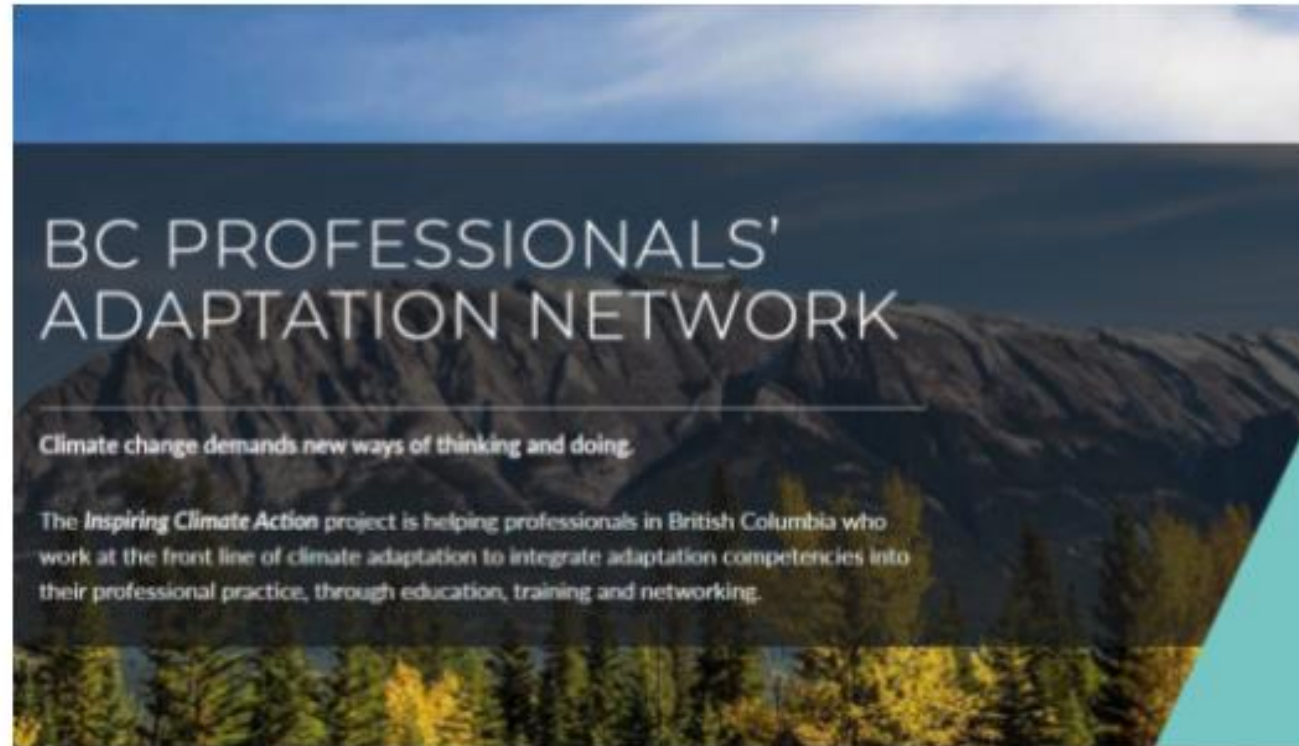 BC PROFESSIONALS’
ADAPTATION NETWORK
Climate change demands new ways of thinking and doing.
The Inspiring Climate Action project is helping professionals in British Columbia who
work at the front line of climate adaptation to integrate adaptation competencies into
their professional practice, through education, training and networking.